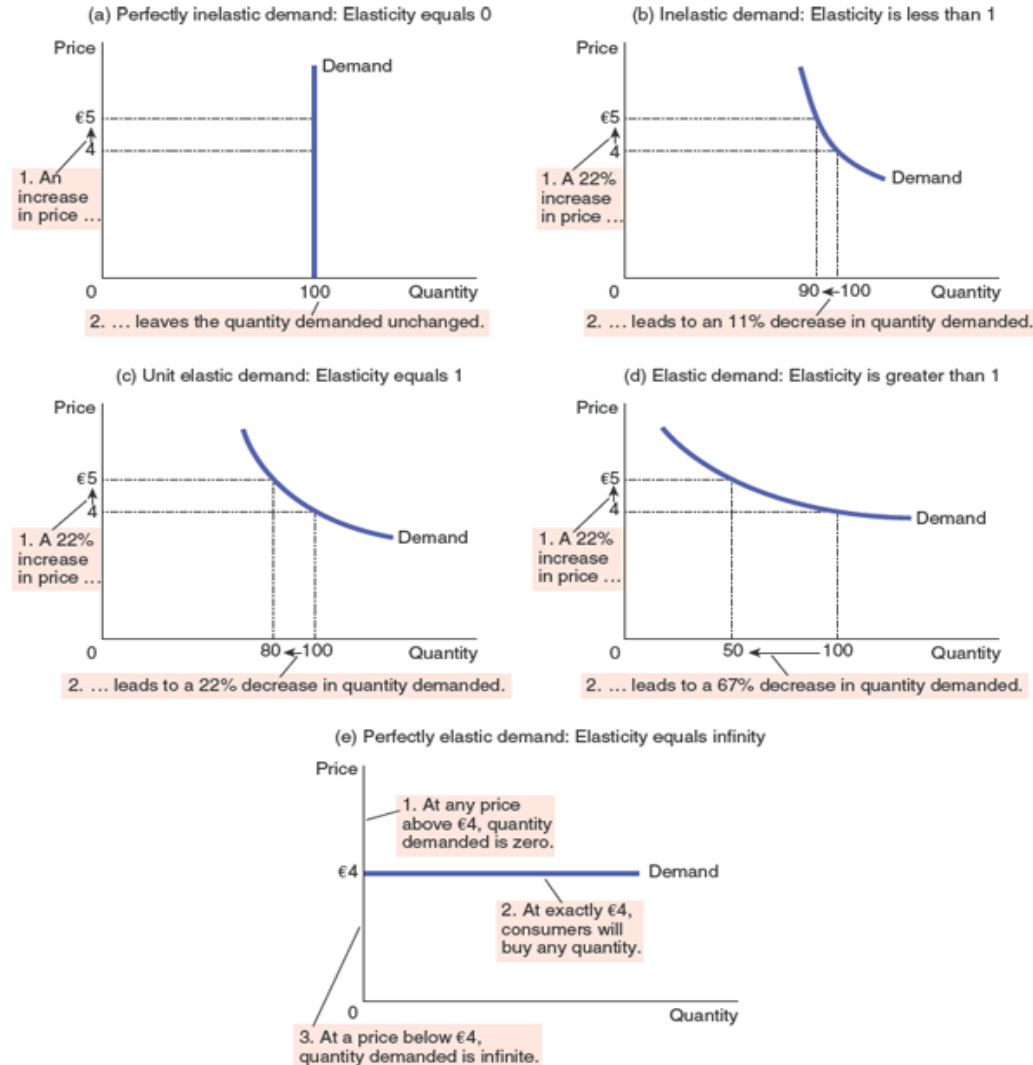 (a) Perfectly inelastic demand: Elasticity equals 0
Price
Demand
€5
4
1. An
increase
in price …
0
100
Quantity
2. … leaves the quantity demanded unchanged.
(b) Inelastic demand: Elasticity is less than 1
Price
€5
4
1. A 22%
increase
in price …
Demand
0
90
100
Quantity
2. … leads to an 11% decrease in quantity demanded.
(c) Unit elastic demand: Elasticity equals 1
Price
€5
4
1. A 22%
increase
in price …
Demand
0
80
100
Quantity
2. … leads to a 22% decrease in quantity demanded.
(d) Elastic demand: Elasticity is greater than 1
Price
€5
4
1. A 22%
increase
in price …
Demand
0
50
100
Quantity
2. … leads to a 67% decrease in quantity demanded.
(e) Perfectly elastic demand: Elasticity equals infinity
Price
1. At any price
above €4, quantity
demanded is zero.
€4
Demand
2. At exactly €4,
consumers will
buy any quantity.
0
Quantity
3. At a price below €4,
quantity demanded is infinite.